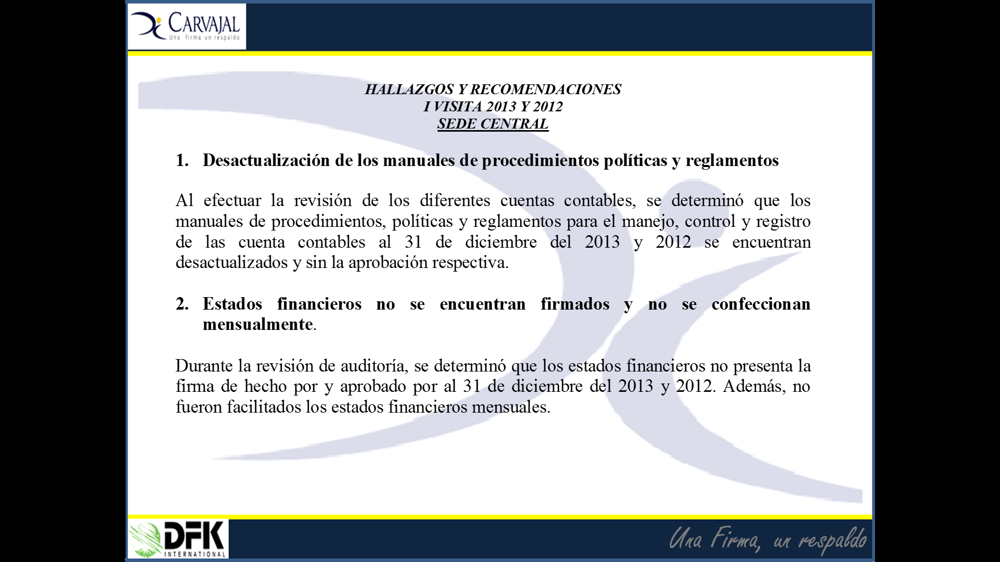 CARVAJAL
Una firma, un respaldo
HALLAZGOS Y RECOMENDACIONES
I VISITA 2013 Y 2012
SEDE CENTRAL
1. Desactualización de los manuales de procedimientos políticas y reglamentos
Al efectuar la revisión de los diferentes cuentas contables, se determinó que los
manuales de procedimientos, políticas y reglamentos para el manejo, control y registro
de las cuenta contables al 31 de diciembre del 2013 y 2012 se encuentran
desactualizados y sin la aprobación respectiva.
2. Estados financieros no se encuentran firmados y no se confeccionan
mensualmente.
Durante la revisión de auditoría, se determinó que los estados financieros no presenta la
firma de hecho por y aprobado por al 31 de diciembre del 2013 y 2012. Además, no
fueron facilitados los estados financieros mensuales.
DFK
INTERNATIONAL
Una Firma, un respaldo